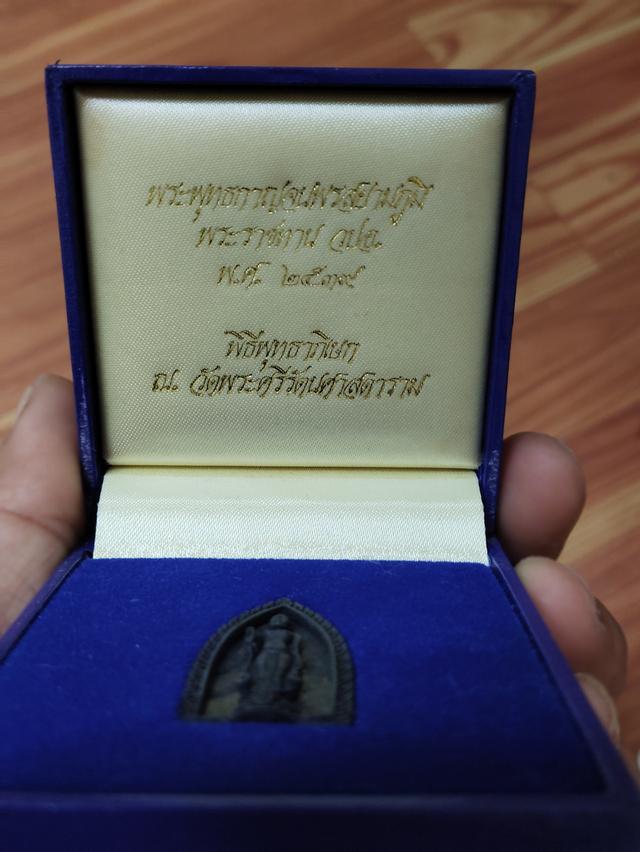 พระพุทธกาญจนพรสยามภูมิ
พระราชทาน วปอ.
พ.ศ. ๒๕๓๙
พิธีพุทธาภิเษก
ณ. วัดพระศรีรัตนศาสดาราม